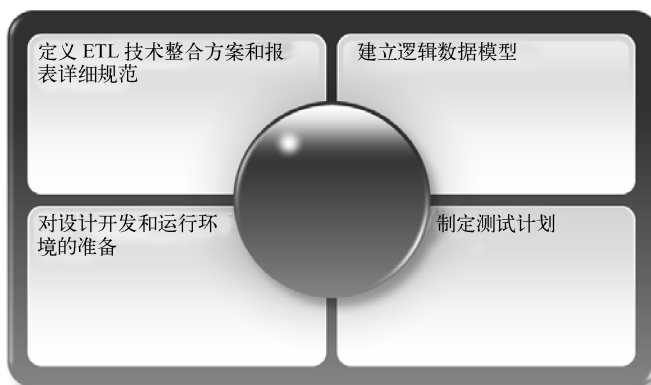 定义 ETL 技术整合方案和报
表详细规范
建立逻辑数据模型
对设计开发和运行环
境的准备
制定测试计划